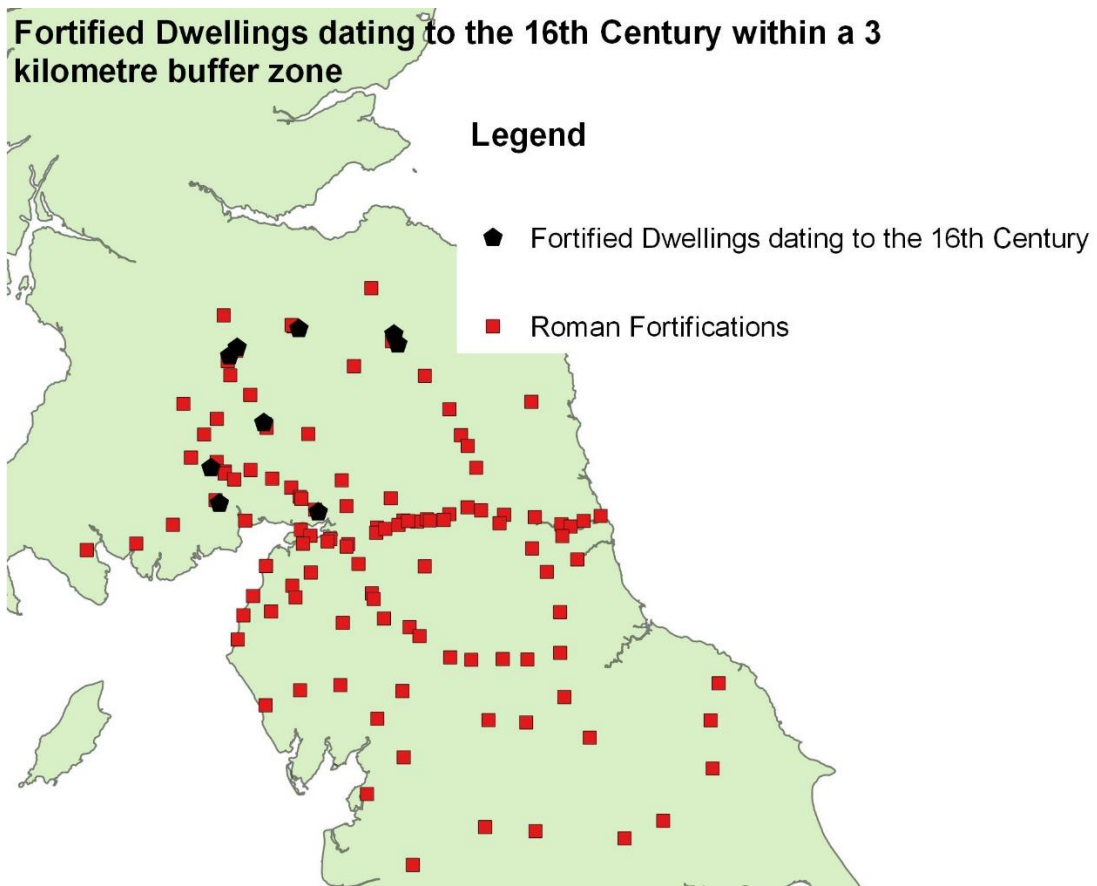 Fortified Dwellings dating to the 16th Century within a 3
kilometre buffer zone
Legend
Fortified Dwellings dating to the 16th Century
Roman Fortifications